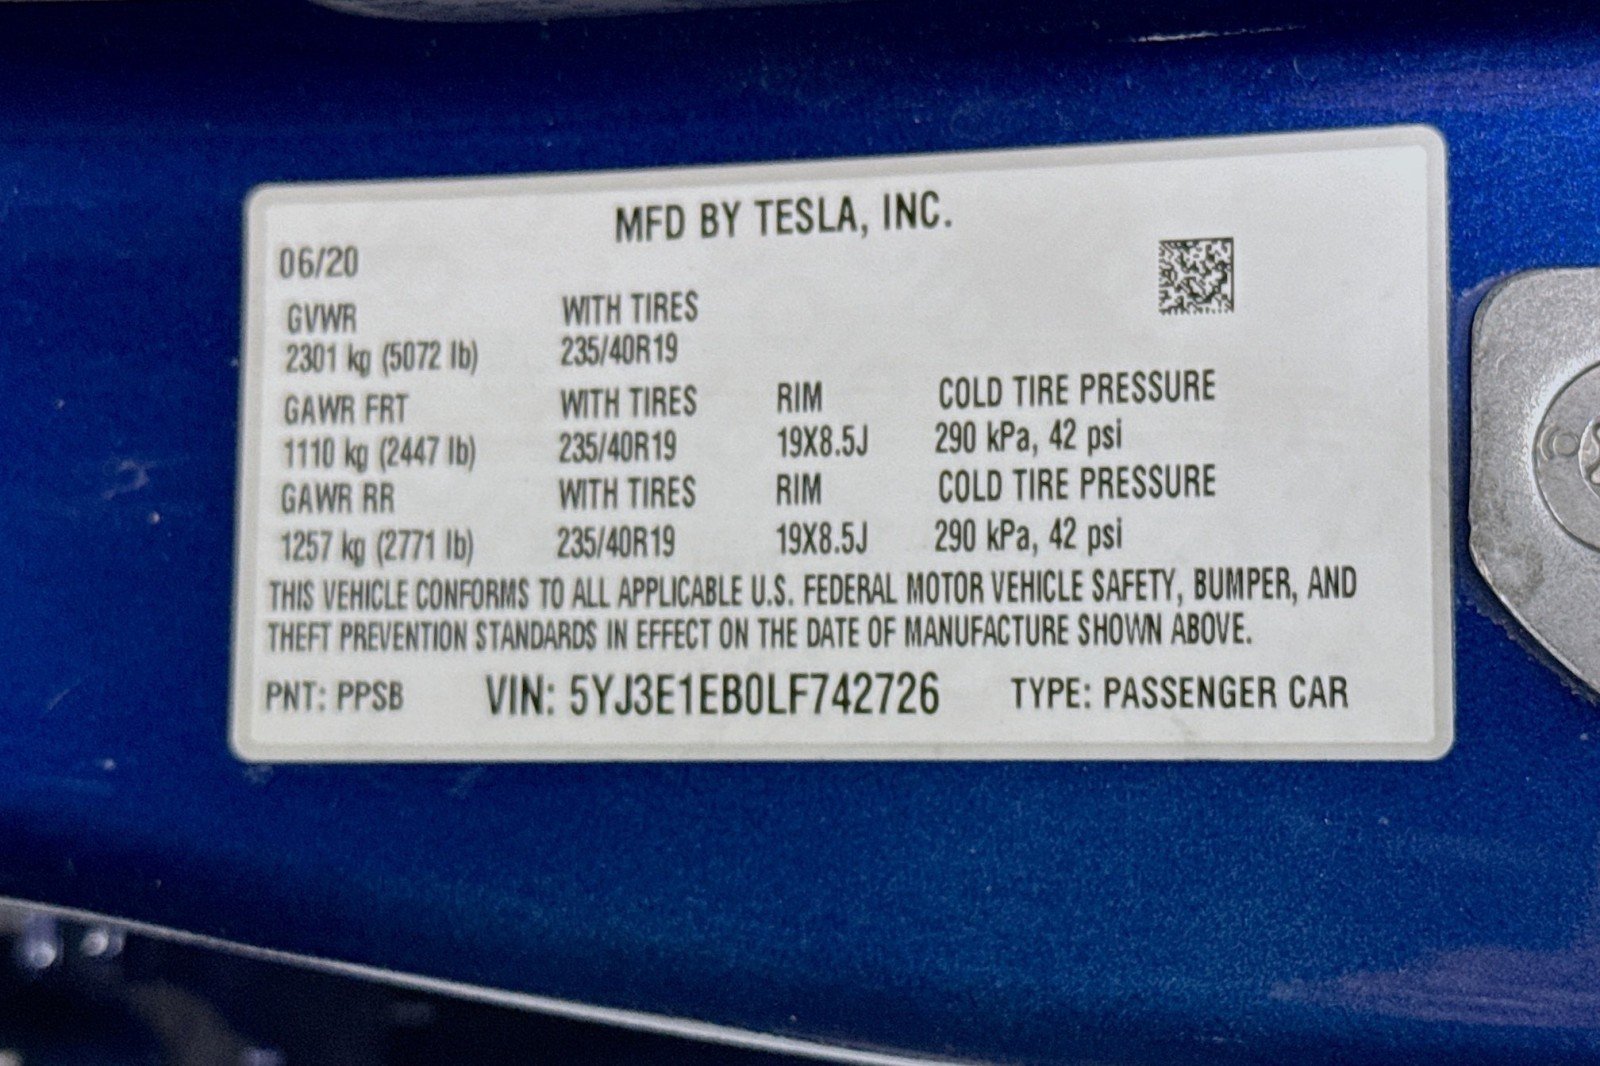 MFD BY TESLA, INC.
06/20
GVWR WITH TIRES
2301 kg (5072 lb) 235/40R19
GAWR FRT WITH TIRES RIM COLD TIRE PRESSURE
1110 kg (2447 lb) 235/40R19 19X8.5J 290 kPa, 42 psi
GAWR RR WITH TIRES RIM COLD TIRE PRESSURE
1257 kg (2771 lb) 235/40R19 19X8.5J 290 kPa, 42 psi
THIS VEHICLE CONFORMS TO ALL APPLICABLE U.S. FEDERAL MOTOR VEHICLE SAFETY, BUMPER, AND
THEFT PREVENTION STANDARDS IN EFFECT ON THE DATE OF MANUFACTURE SHOWN ABOVE.
PNT: PPSB VIN: 5YJ3E1EB0LF742726 TYPE: PASSENGER CAR